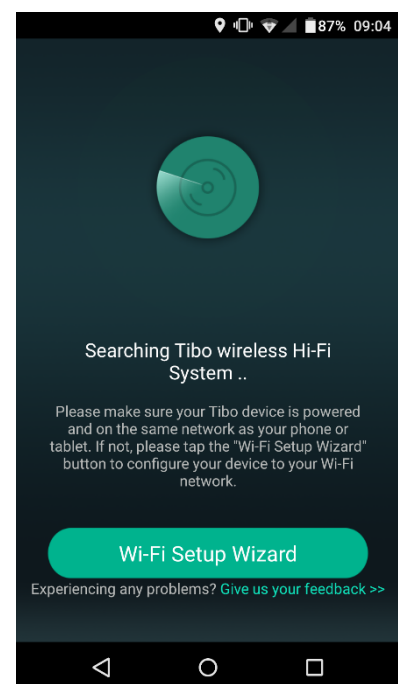 87% 09:04
Searching Tibo wireless Hi-Fi
System ..
Please make sure your Tibo device is powered
and on the same network as your phone or
tablet. If not, please tap the "Wi-Fi Setup Wizard"
button to configure your device to your Wi-Fi
network.
Wi-Fi Setup Wizard
Experiencing any problems? Give us your feedback >>